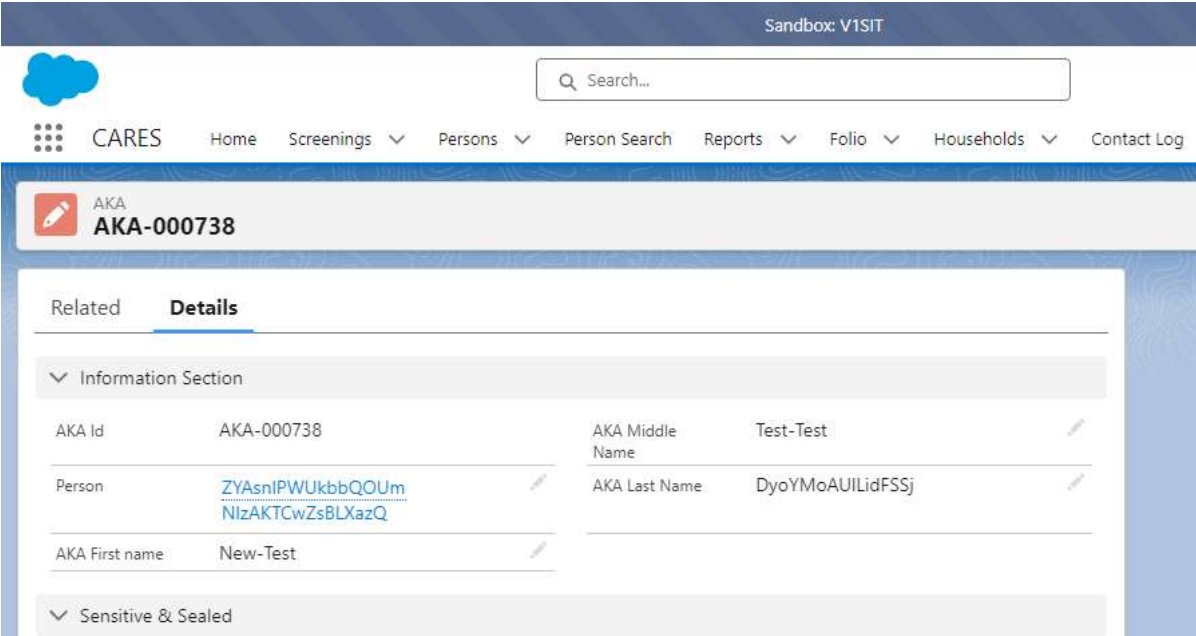 Sandbox: V1SIT
Search...
CARES Home Screenings Persons Person Search Reports Folio Households Contact Log
AKA
AKA-000738
Related Details
Information Section
AKA Id AKA-000738 AKA Middle Name Test-Test
Person ZYAsnIPWUkbbQOUm
NIzAKTCwZsBLXazQ
AKA Last Name DyoYMoAUILidFSSj
AKA First name New-Test
Sensitive & Sealed